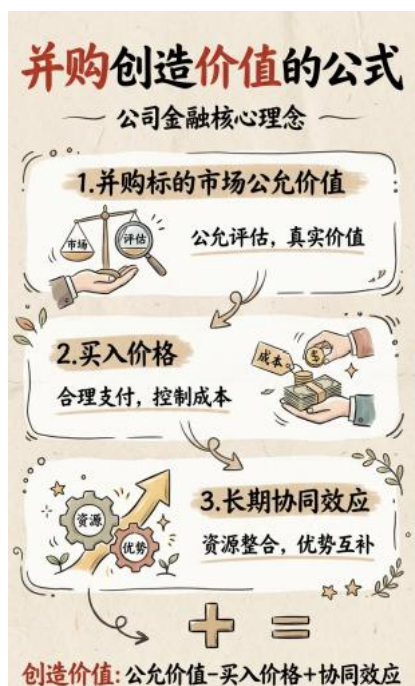 并购创造价值的公式
公司金融核心理念
1.并购标的市场公允价值
市场
评估
公允评估，真实价值
2.买入价格
合理支付，控制成本
成本
$
资源
优势
3.长期协同效应
资源整合，优势互补
+ =
创造价值：公允价值-买入价格+协同效应